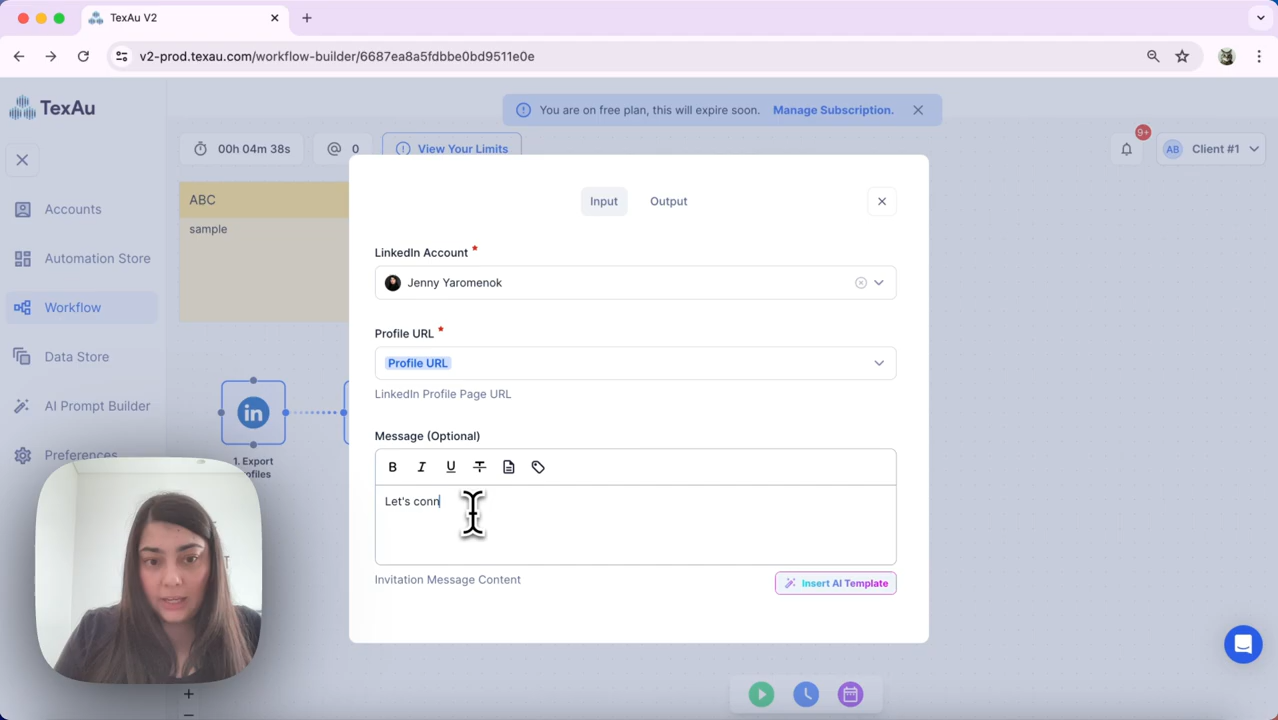 TexAu V2
v2-prod.texau.com/workflow-builder/6687ea8a5fdbbe0bd9511e0e
TexAu
You are on free plan, this will expire soon. Manage Subscription.
00h 04m 38s
0
View Your Limits
9+
AB Client #1
Accounts
Automation Store
Workflow
Data Store
AI Prompt Builder
Preferences
ABC
sample
in
1. Export
Input
Output
LinkedIn Account *
Jenny Yaromenok
Profile URL *
Profile URL
LinkedIn Profile Page URL
Message (Optional)
B I U T
Let's conn
Invitation Message Content
Insert AI Template